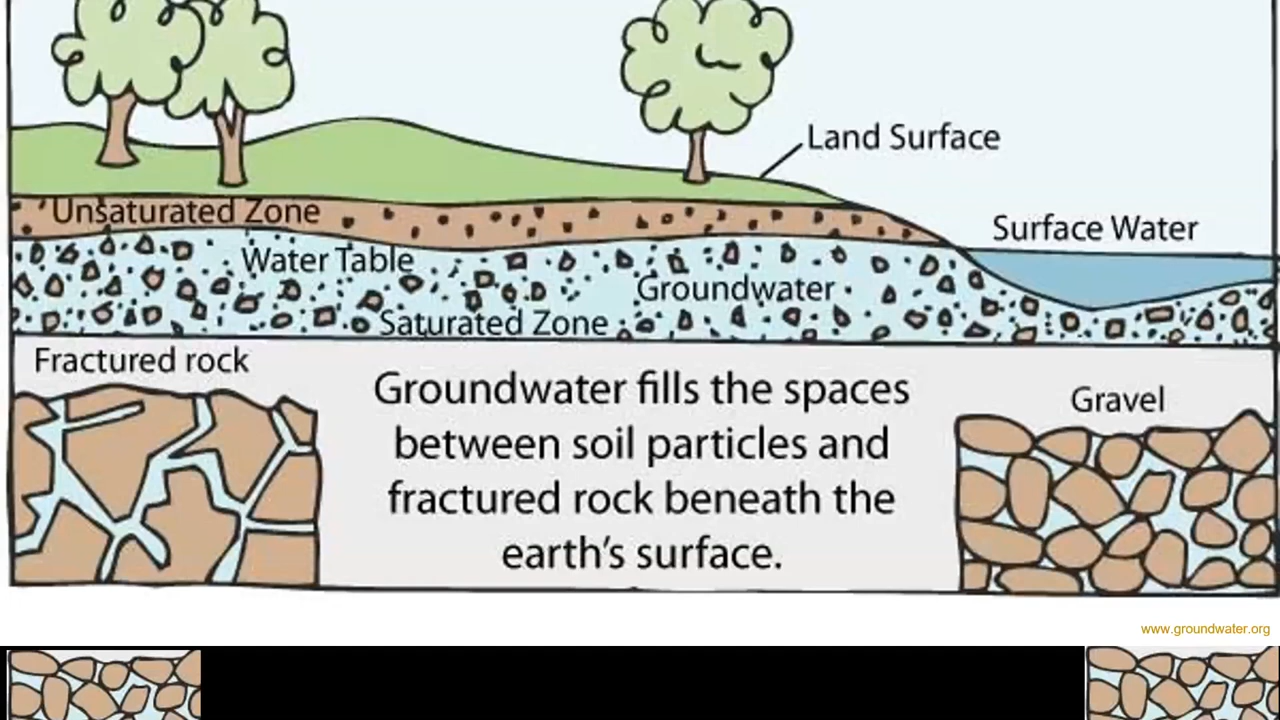 Land Surface
Unsaturated Zone
Surface Water
Water Table
Groundwater
Saturated Zone
Fractured rock
Groundwater fills the spaces
between soil particles and
fractured rock beneath the
earth's surface.
Gravel
www.groundwater.org